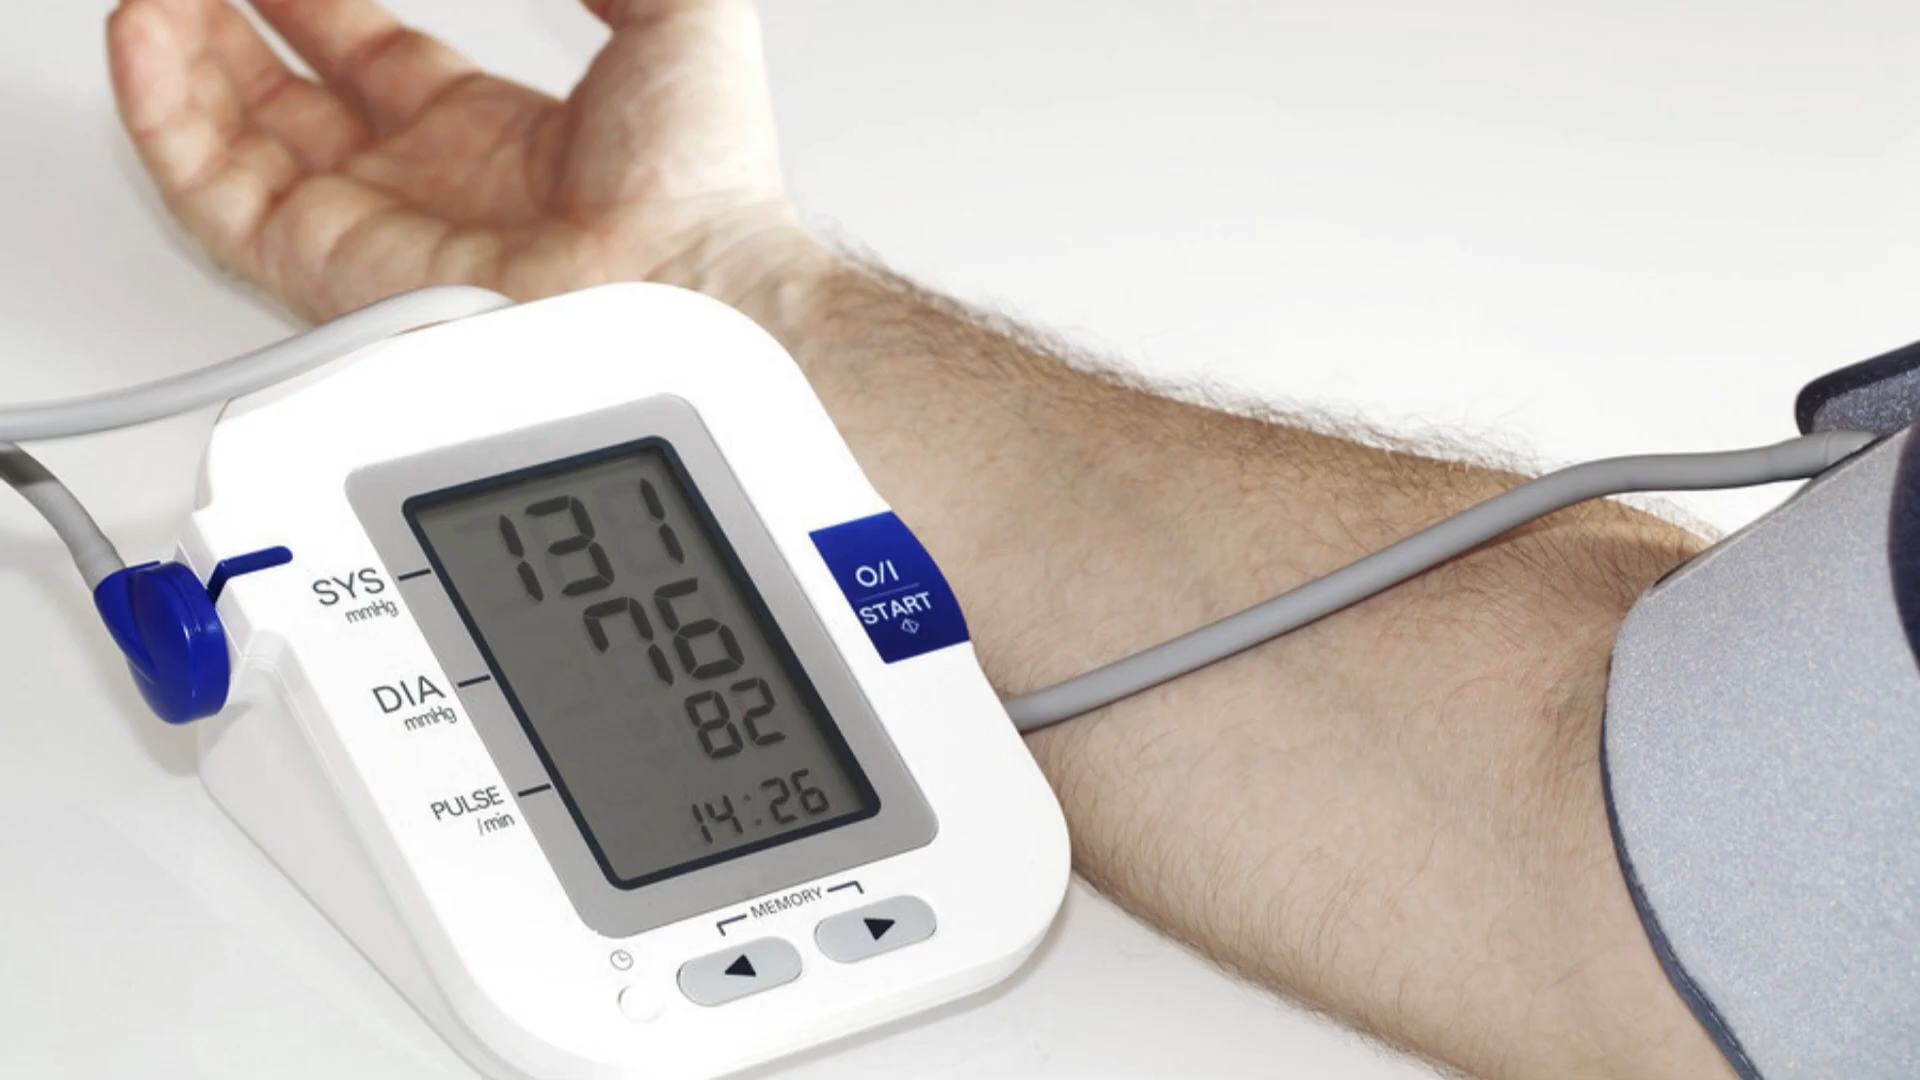 131
SYS
mmHg
76
DIA
mmHg
82
PULSE
/min
14:26
O/I
START
MEMORY